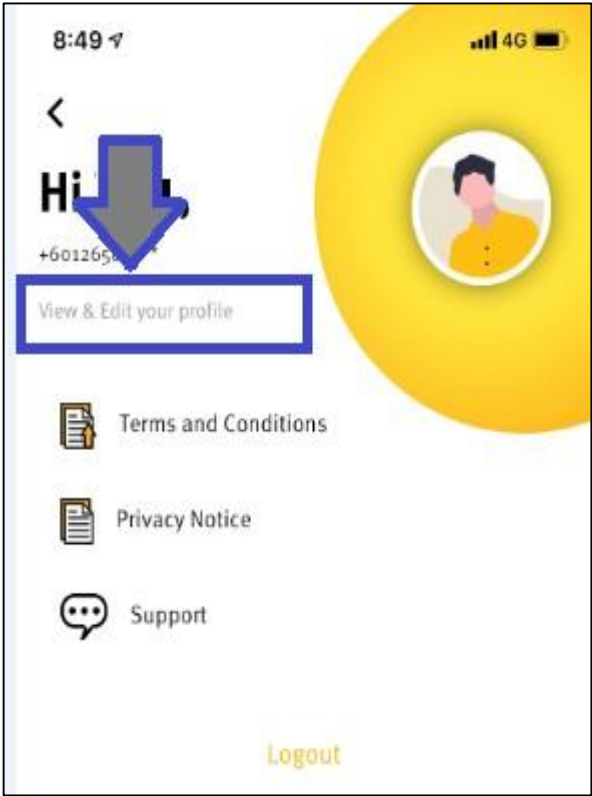 8:49
4G
Hi
View & Edit your profile
Terms and Conditions
Privacy Notice
Support
Logout